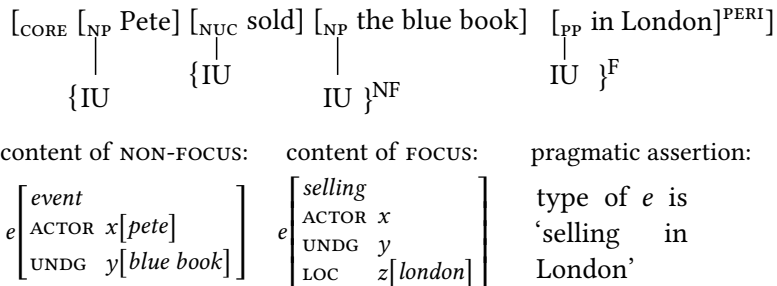 [CORE [NP Pete] [NUC sold] [NP the blue book] [PP in London]PERI]
{IU {IU IU }NF IU }F
content of NON-FOCUS: content of FOCUS: pragmatic assertion:
e[event
ACTOR x[pete]
UNDG y[blue book]]
e[selling
ACTOR x
UNDG y
LOC z[london]]
type of e is
‘selling in
London’